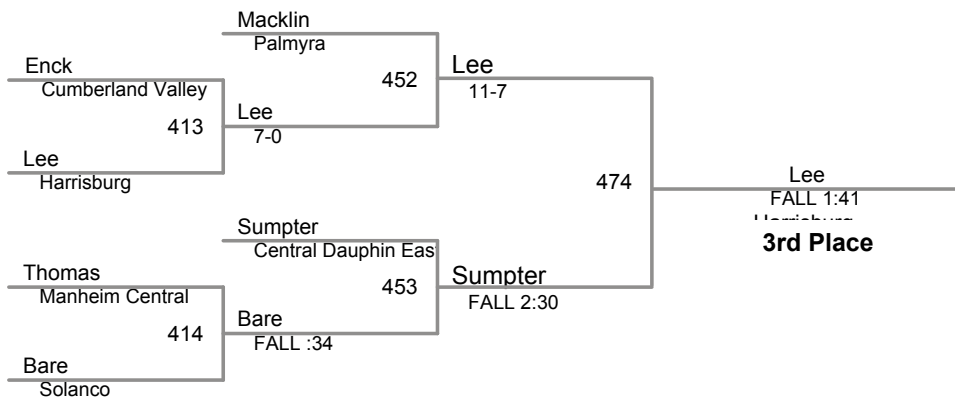 Macklin
Palmyra
Enck
Cumberland Valley
452
Lee
11-7
413
Lee
7-0
Lee
Harrisburg
474
Lee
FALL 1:41
3rd Place
Sumpter
Central Dauphin Eas
Thomas
Manheim Central
453
Sumpter
FALL 2:30
414
Bare
FALL :34
Bare
Solanco